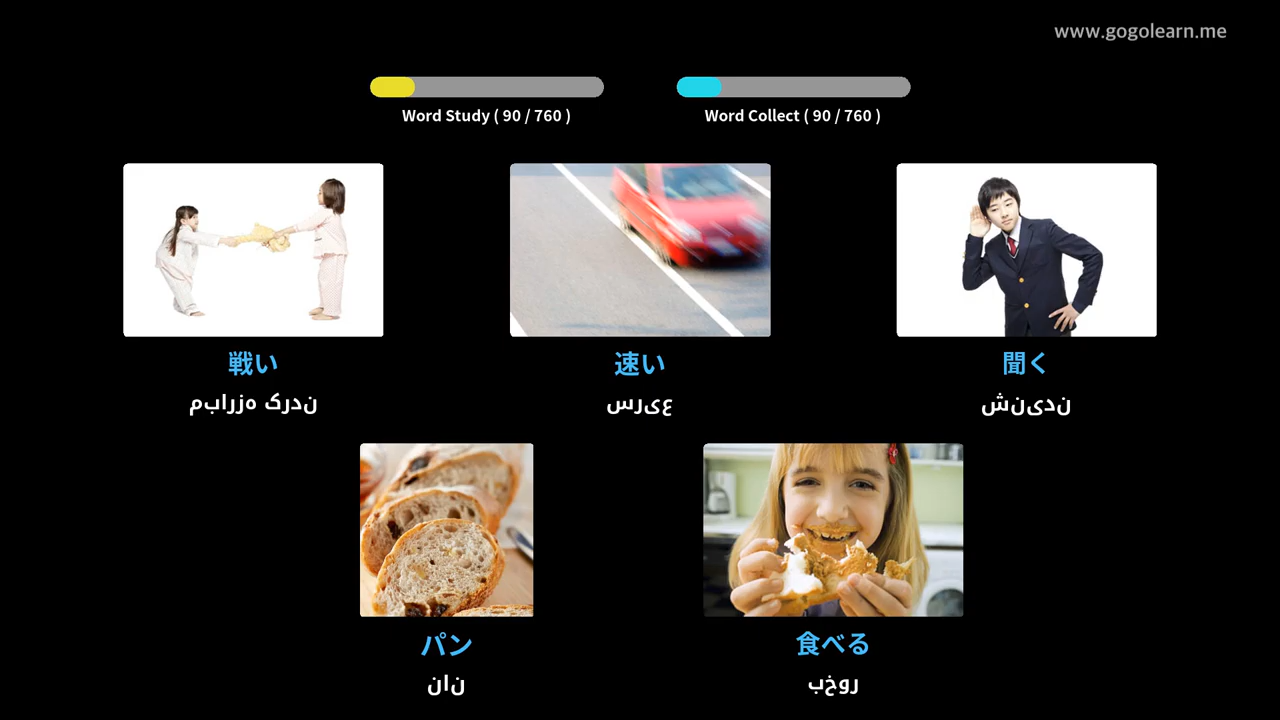 www.gogolearn.me
Word Study ( 90 / 760 )
Word Collect ( 90 / 760 )
戦い
速い
聞く
مبارزه کردن
سریع
شنیدن
パン
食べる
نان
بخور